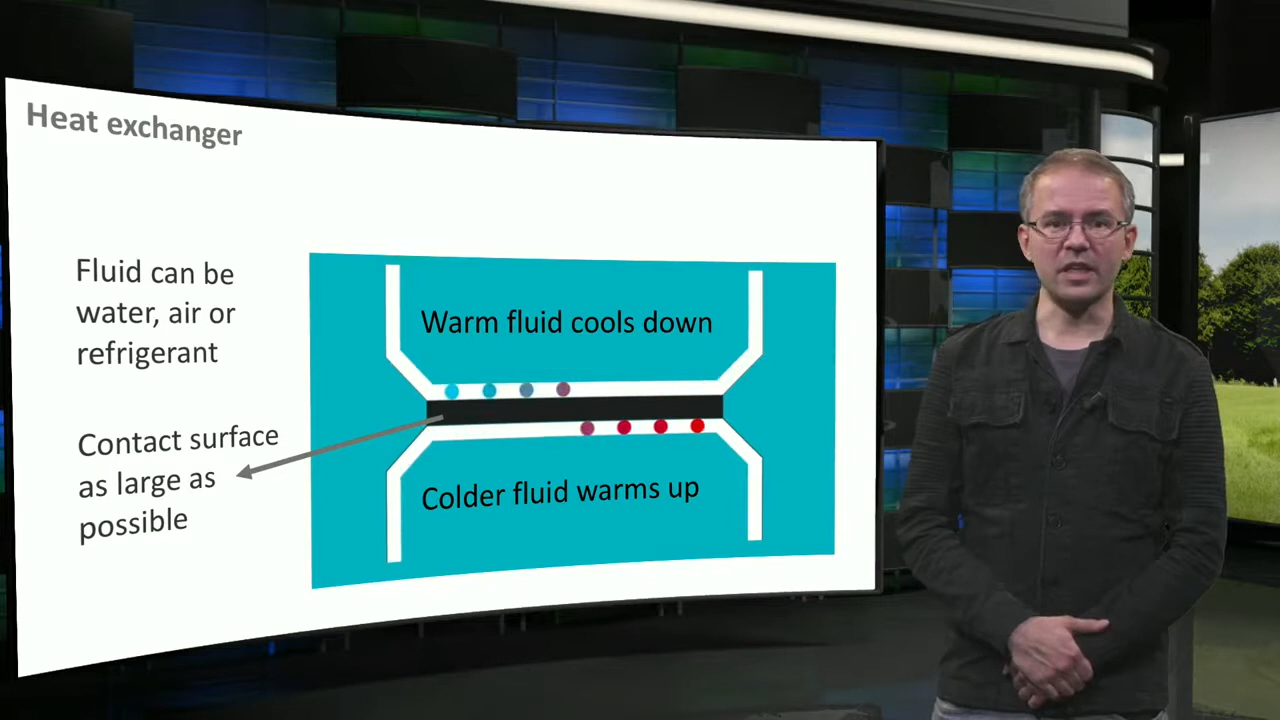 Heat exchanger
Fluid can be
water, air or
refrigerant
Contact surface
as large as
possible
Warm fluid cools down
Colder fluid warms up